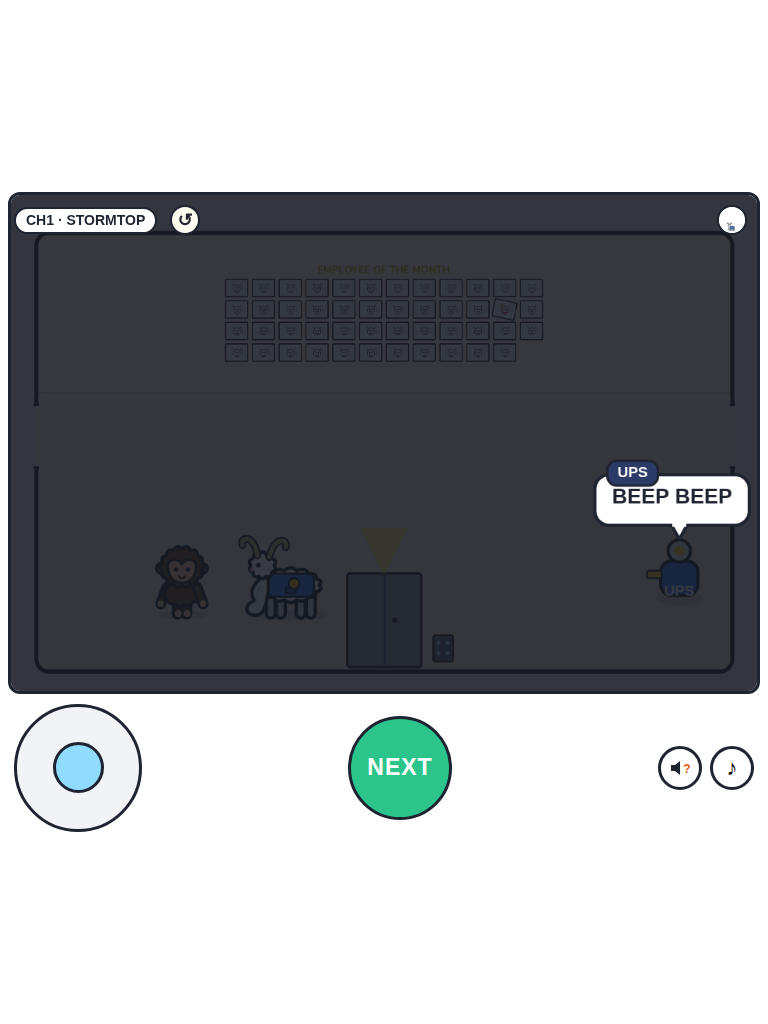 CH1 · STORMTOP
↺
EMPLOYEE OF THE MONTH
UPS
BEEP BEEP
UPS
NEXT
?
♪